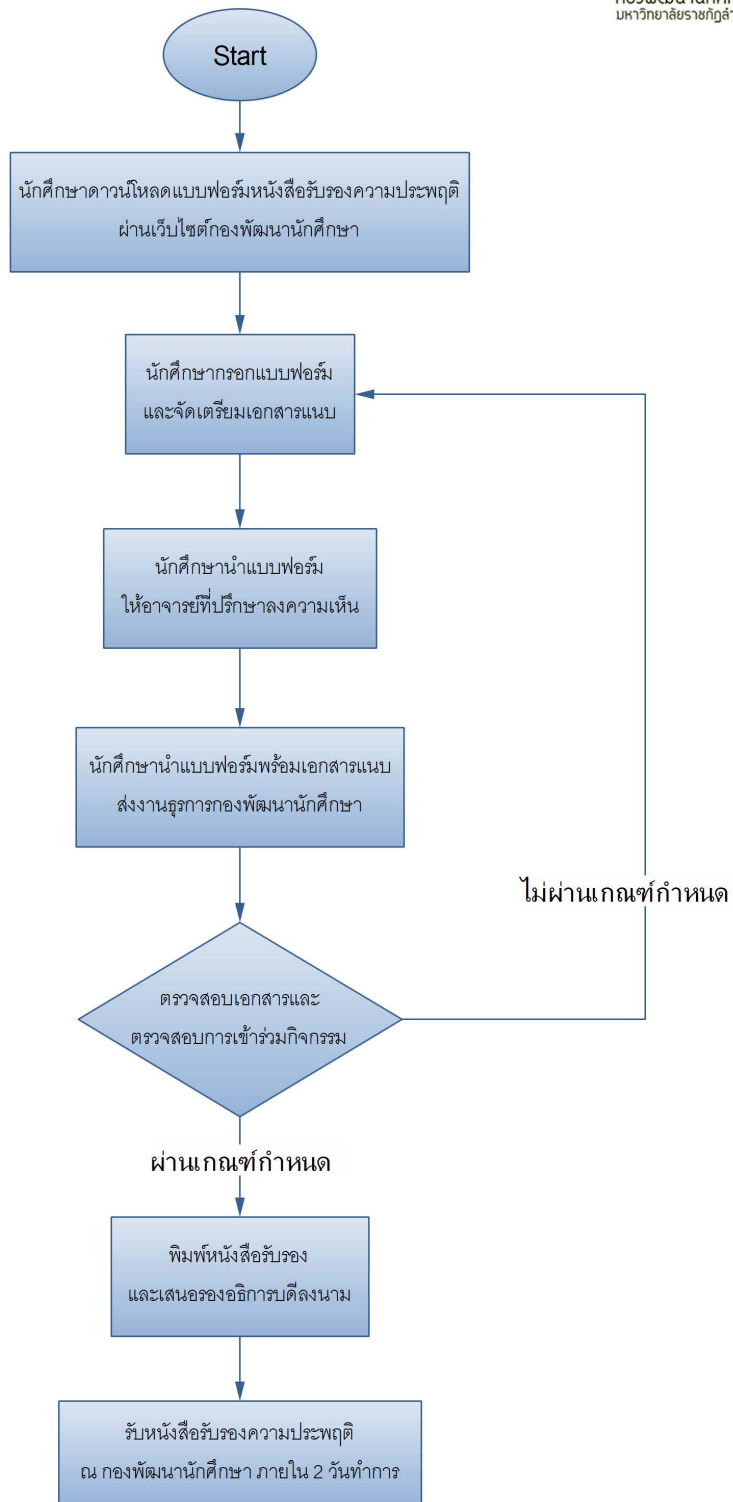 มหาวิทยาลัยราชภัฏลำ
Start
นักศึกษาดาวน์โหลดแบบฟอร์มหนังสือรับรองความประพฤติ
ผ่านเว็บไซต์กองพัฒนานักศึกษา
นักศึกษากรอกแบบฟอร์ม
และจัดเตรียมเอกสารแนบ
นักศึกษานำแบบฟอร์ม
ให้อาจารย์ที่ปรึกษาลงความเห็น
นักศึกษานำแบบฟอร์มพร้อมเอกสารแนบ
ส่งงานธุรการกองพัฒนานักศึกษา
ไม่ผ่านเกณฑ์กำหนด
ตรวจสอบเอกสารและ
ตรวจสอบการเข้าร่วมกิจกรรม
ผ่านเกณฑ์กำหนด
พิมพ์หนังสือรับรอง
และเสนอรองอธิการบดีลงนาม
รับหนังสือรับรองความประพฤติ
ณ กองพัฒนานักศึกษา ภายใน 2 วันทำการ